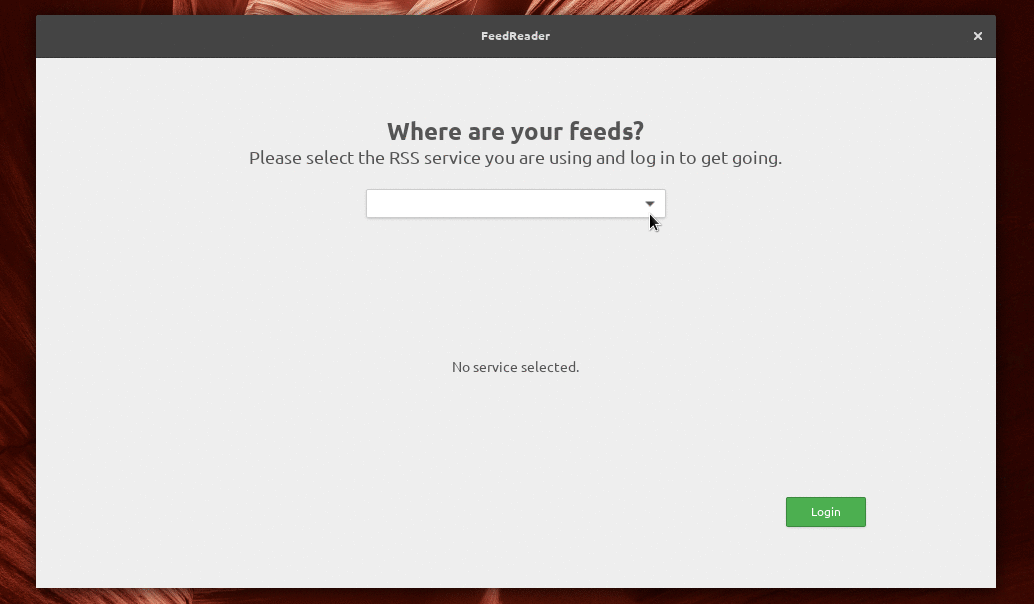 FeedReader
Where are your feeds?
Please select the RSS service you are using and log in to get going.
No service selected.
Login